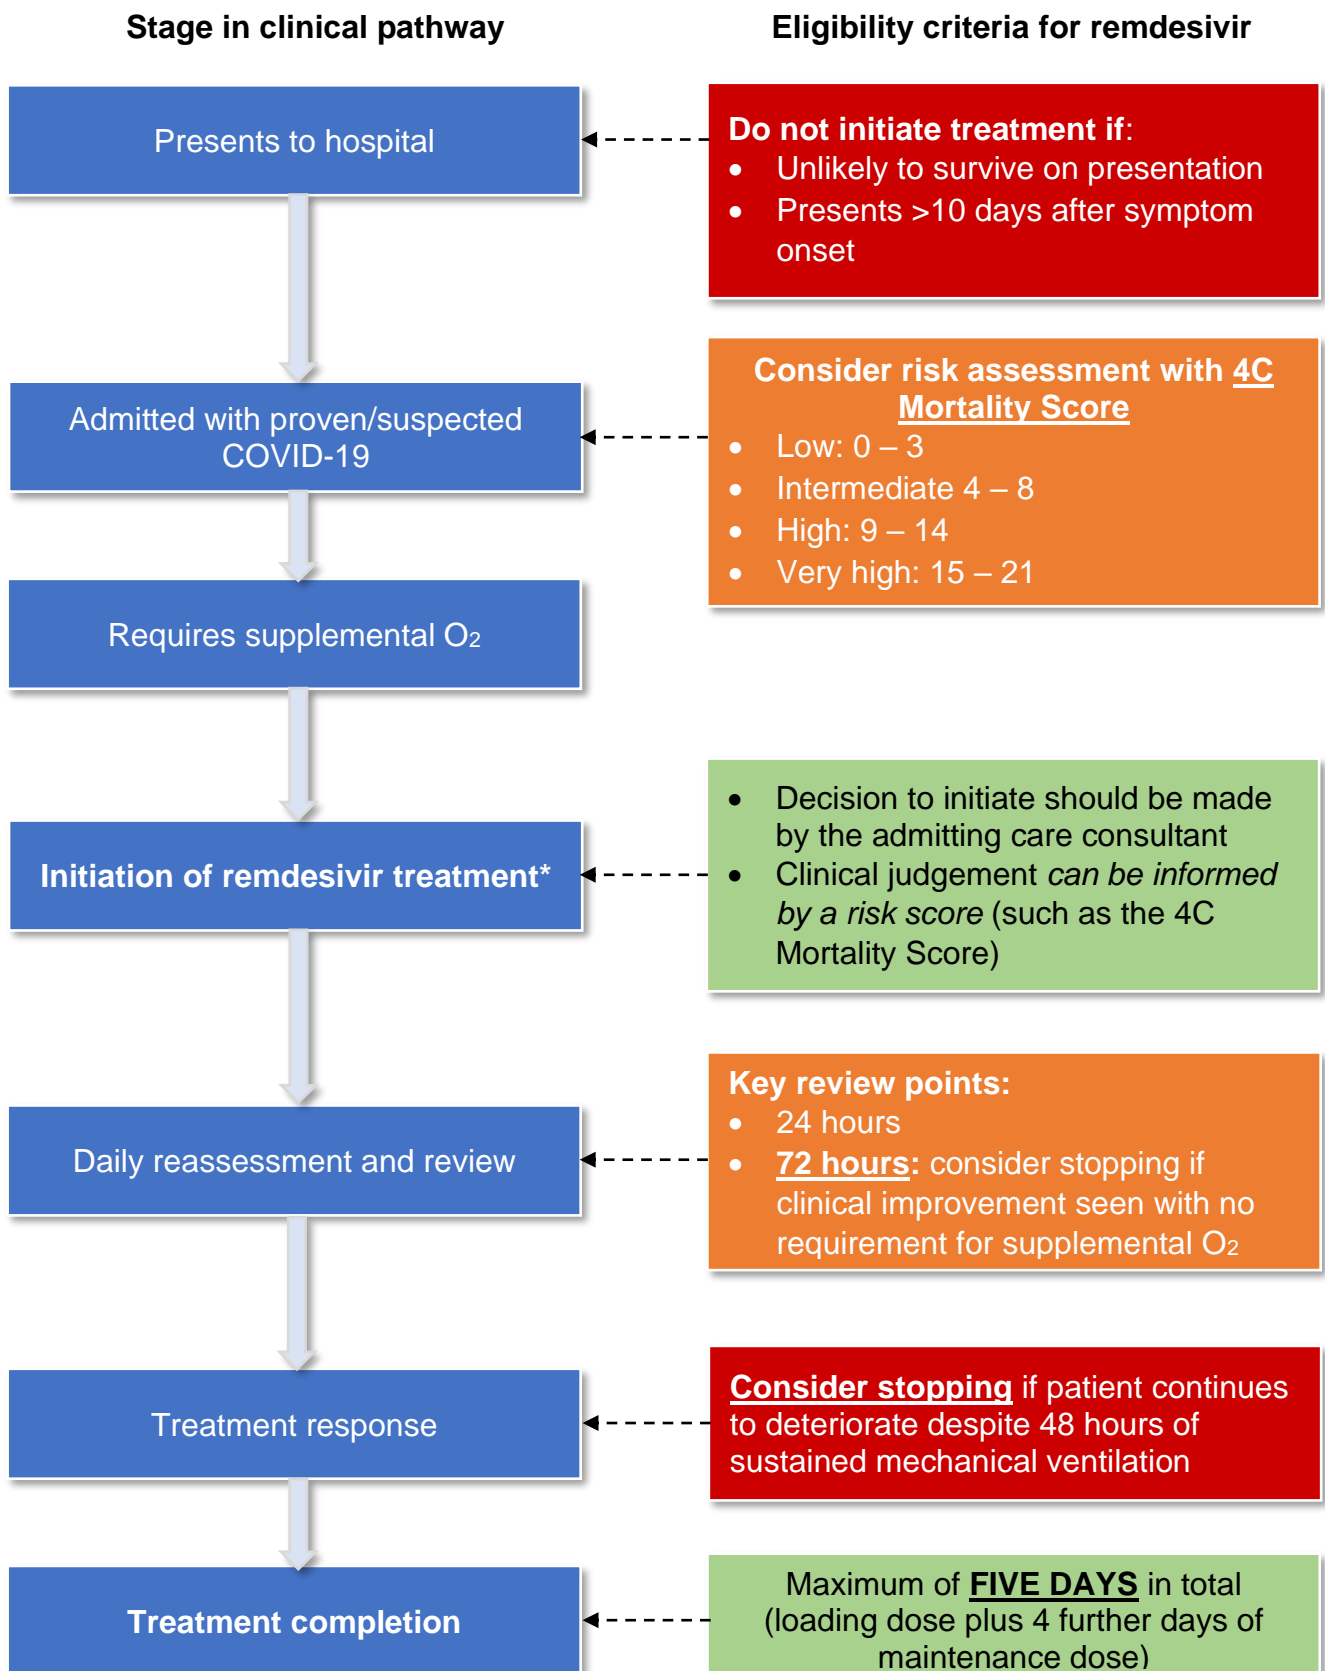 Stage in clinical pathway
Eligibility criteria for remdesivir
Presents to hospital
Do not initiate treatment if:
• Unlikely to survive on presentation
• Presents >10 days after symptom
onset
Admitted with proven/suspected
COVID-19
Consider risk assessment with 4C
Mortality Score
• Low: 0 – 3
• Intermediate 4 – 8
• High: 9 – 14
• Very high: 15 – 21
Requires supplemental O₂
Initiation of remdesivir treatment*
• Decision to initiate should be made
by the admitting care consultant
• Clinical judgement can be informed
by a risk score (such as the 4C
Mortality Score)
Daily reassessment and review
Key review points:
• 24 hours
• 72 hours: consider stopping if
clinical improvement seen with no
requirement for supplemental O₂
Treatment response
Consider stopping if patient continues
to deteriorate despite 48 hours of
sustained mechanical ventilation
Treatment completion
Maximum of FIVE DAYS in total
(loading dose plus 4 further days of
maintenance dose)